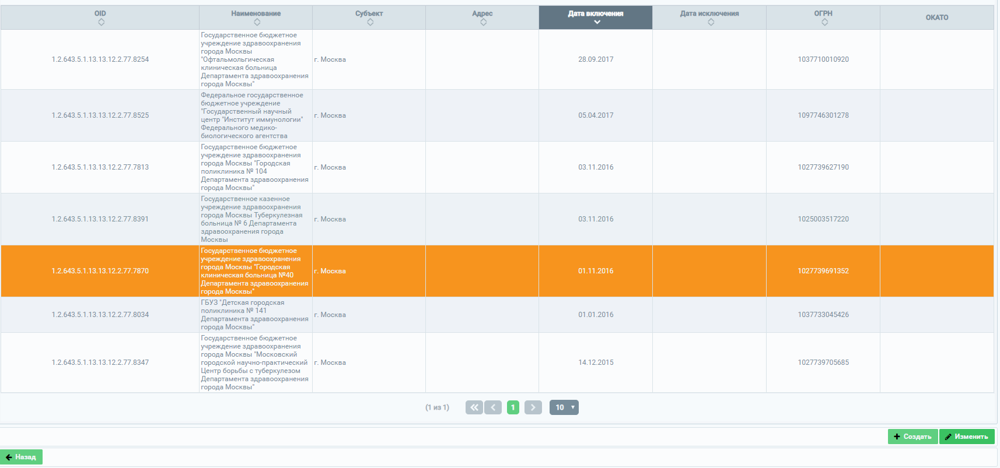 OID Наименование Субъект Адрес Дата включения Дата исключения ОГРН ОКАТО
Государственное бюджетное
учреждение здравоохранения
города Москвы
1.2.643.5.1.13.13.12.2.77.8254 "Офтальмольгическая г. Москва 28.09.2017 1037710010920
клиническая больница
Департамента здравоохранения
города Москвы"
Федеральное государственное
бюджетное учреждение
"Государственный научный
1.2.643.5.1.13.13.12.2.77.8525 г. Москва 05.04.2017 1097746301278
центр "Институт иммунологии"
Федерального медико-
биологического агентства
Государственное бюджетное
учреждение здравоохранения
города Москвы "Городская
1.2.643.5.1.13.13.12.2.77.7813 г. Москва 03.11.2016 1027739627190
поликлиника № 104
Департамента здравоохранения
города Москвы"
Государственное казенное
учреждение здравоохранения
города Москвы Туберкулезная
1.2.643.5.1.13.13.12.2.77.8391 г. Москва 03.11.2016 1025003517220
больница № 6 Департамента
здравоохранения города
Москвы
Государственное бюджетное
учреждение здравоохранения
города Москвы "Городская
1.2.643.5.1.13.13.12.2.77.7870 г. Москва 01.11.2016 1027739691352
клиническая больница №40
Департамента здравоохранения
города Москвы"
ГБУЗ "Детская городская
поликлиника № 141
1.2.643.5.1.13.13.12.2.77.8034 г. Москва 01.01.2016 1037733045426
Департамента здравоохранения
города Москвы"
Государственное бюджетное
учреждение здравоохранения
города Москвы "Московский
1.2.643.5.1.13.13.12.2.77.8347 городской научно-практический г. Москва 14.12.2015 1027739705685
Центр борьбы с туберкулезом
Департамента здравоохранения
города Москвы"
(1 из 1) 1 10
Создать Изменить
Назад